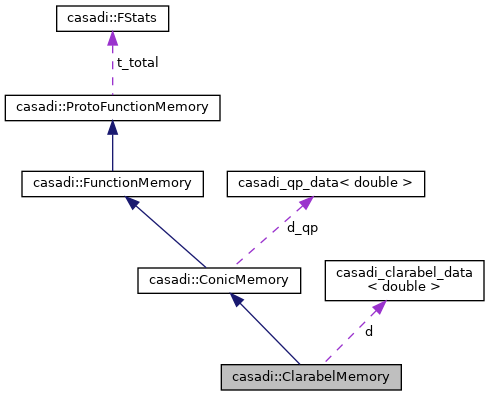 casadi::FStats
t_total
casadi::ProtoFunctionMemory
casadi::FunctionMemory
casadi_qp_data< double >
d_qp
casadi::ConicMemory
casadi_clarabel_data
< double >
d
casadi::ClarabelMemory